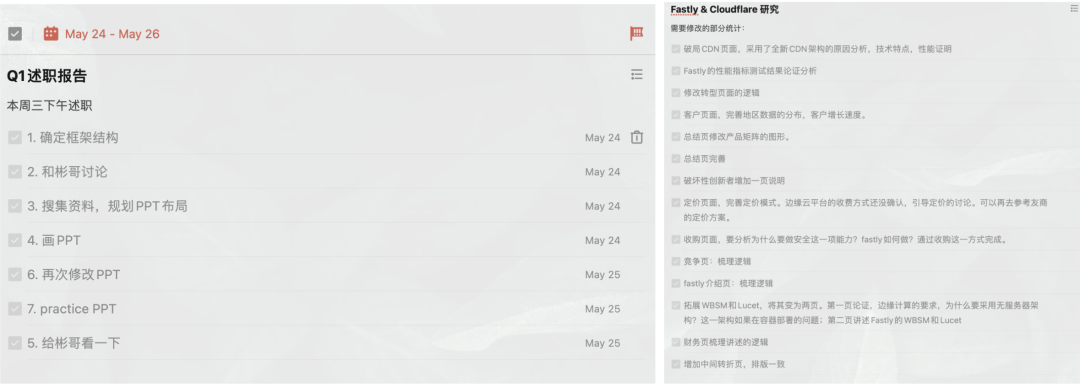 May 24 - May 26
Q1述职报告
本周三下午述职
1. 确定框架结构 May 24
2. 和彬哥讨论 May 24
3. 搜集资料，规划PPT布局 May 24
4. 画PPT May 24
6. 再次修改PPT May 25
7. practice PPT May 25
5. 给彬哥看一下 May 25
Fastly & Cloudflare 研究
需要修改的部分统计：
破局CDN页面，采用了全新CDN架构的原因分析，技术特点，性能证明
Fastly的性能指标测试结果论证分析
修改转型页面的逻辑
客户页面，完善地区数据的分布、客户增长速度。
总结页修改产品矩阵的图形。
总结页完善
破坏性创新者增加一页说明
定价页面，完善定价模式。边缘云平台的收费方式还没确认，引导定价的讨论。可以再去参考友商
的定价方案。
收购页面，要分析为什么要做安全这一项能力？fastly如何做？通过收购这一方式完成。
竞争页：梳理逻辑
fastly介绍页：梳理逻辑
拓展WBSM和Lucet，将其变为两页。第一页论证，边缘计算的要求，为什么要采用无服务器架
构？这一架构如果在容器部署的问题；第二页讲述Fastly的WBSM和Lucet
财务页梳理讲述的逻辑
增加中间转折页，排版一致